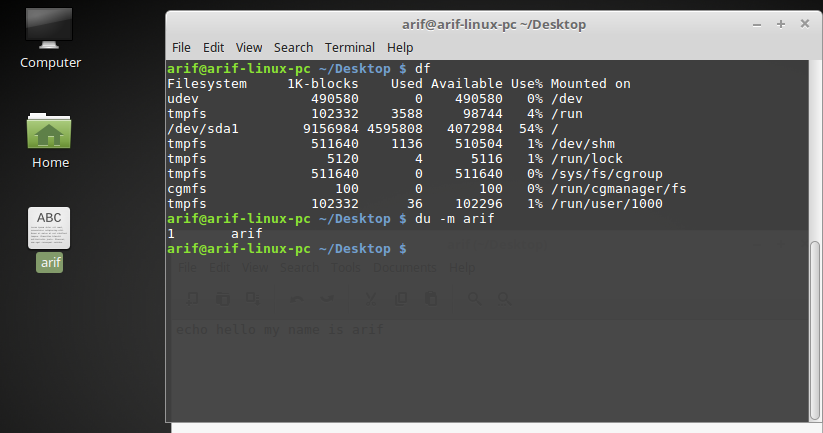 Computer
Home
ABC
arif
arif@arif-linux-pc ~/Desktop
File Edit View Search Terminal Help
arif@arif-linux-pc ~/Desktop $ df
Filesystem 1K-blocks Used Available Use% Mounted on
udev 490580 0 490580 0% /dev
tmpfs 102332 3588 98744 4% /run
/dev/sda1 9156984 4595808 4072984 54% /
tmpfs 511640 1136 510504 1% /dev/shm
tmpfs 5120 4 5116 1% /run/lock
tmpfs 511640 0 511640 0% /sys/fs/cgroup
cgmfs 100 0 100 0% /run/cgmanager/fs
tmpfs 102332 36 102296 1% /run/user/1000
arif@arif-linux-pc ~/Desktop $ du -m arif
1 arif
arif@arif-linux-pc ~/Desktop $
File Edit View Search Tools Documents Help
echo hello my name is arif